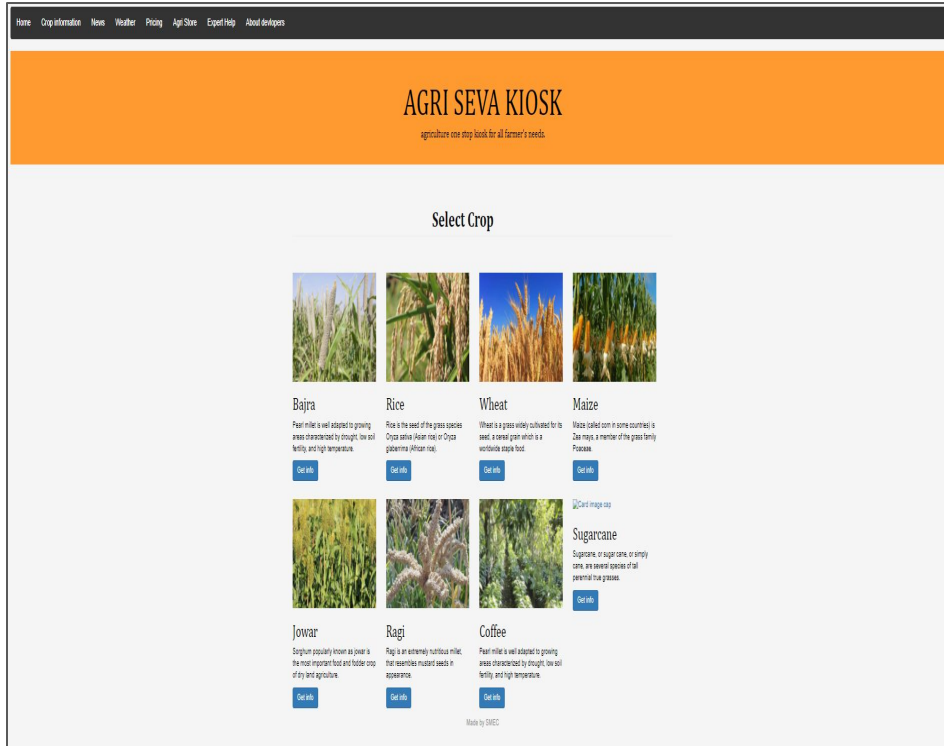 Home Crop information News Weather Pricing Agri Store Expert Help About devlopers
AGRI SEVA KIOSK
agriculture one stop kiosk for all farmer's needs.
Select Crop
Bajra
Pearl millet is well adapted to growing
areas characterized by drought, low soil
fertility, and high temperature.
Get info
Rice
Rice is the seed of the grass species
Oryza sativa (Asian rice) or Oryza
glaberrima (African rice).
Get info
Wheat
Wheat is a grass widely cultivated for its
seed, a cereal grain which is a
worldwide staple food.
Get info
Maize
Maize (called corn in some countries) is
Zea mays, a member of the grass family
Poaceae.
Get info
Jowar
Sorghum popularly known as jowar is
the most important food and fodder crop
of dry land agriculture.
Get info
Ragi
Ragi is an extremely nutritious millet,
that resembles mustard seeds in
appearance.
Get info
Coffee
Pearl millet is well adapted to growing
areas characterized by drought, low soil
fertility, and high temperature.
Get info
Card image cap
Sugarcane
Sugarcane, or sugar cane, or simply
cane, are several species of tall
perennial true grasses.
Get info
Made by SMEC